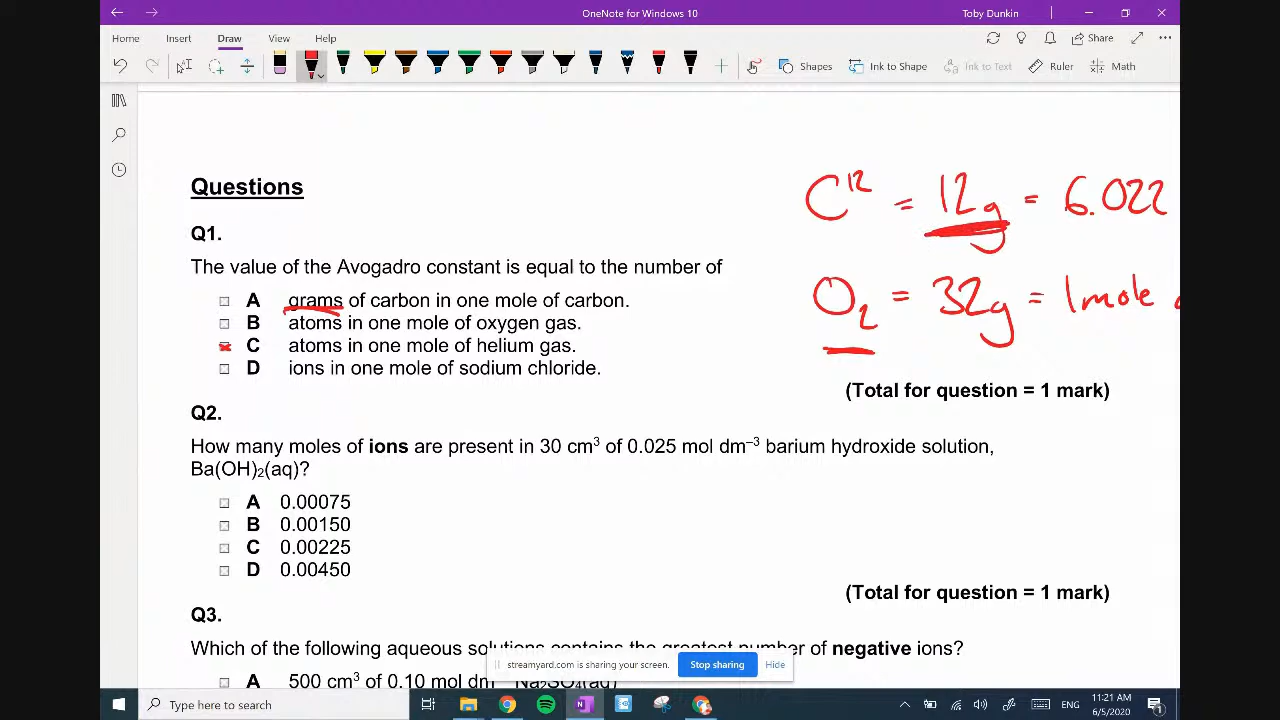 OneNote for Windows 10
Toby Dunkin
Home Insert Draw View Help
Share
Shapes Ink to Shape Ink to Text Ruler Math
Questions
Q1.
The value of the Avogadro constant is equal to the number of
A grams of carbon in one mole of carbon.
B atoms in one mole of oxygen gas.
C atoms in one mole of helium gas.
D ions in one mole of sodium chloride.
C¹² = 12g = 6.022
O₂ = 32g = 1mole
(Total for question = 1 mark)
Q2.
How many moles of ions are present in 30 cm³ of 0.025 mol dm⁻³ barium hydroxide solution,
Ba(OH)₂(aq)?
A 0.00075
B 0.00150
C 0.00225
D 0.00450
(Total for question = 1 mark)
Q3.
Which of the following aqueous solutions contains the greatest number of negative ions?
streamyard.com is sharing your screen. Stop sharing Hide
A 500 cm³ of 0.10 mol dm Na₂SO₄(aq)
Type here to search
ENG
11:21 AM
6/5/2020
1